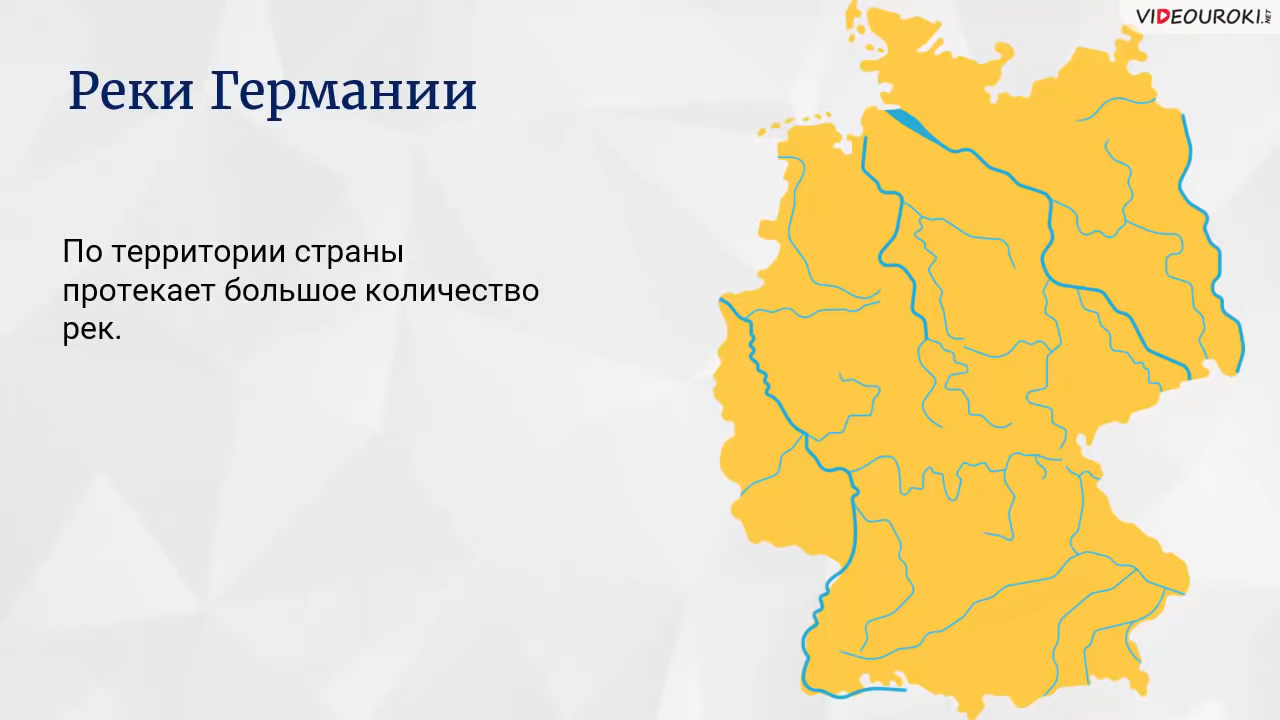 VIDEOUROKI.NET
Реки Германии
По территории страны
протекает большое количество
рек.